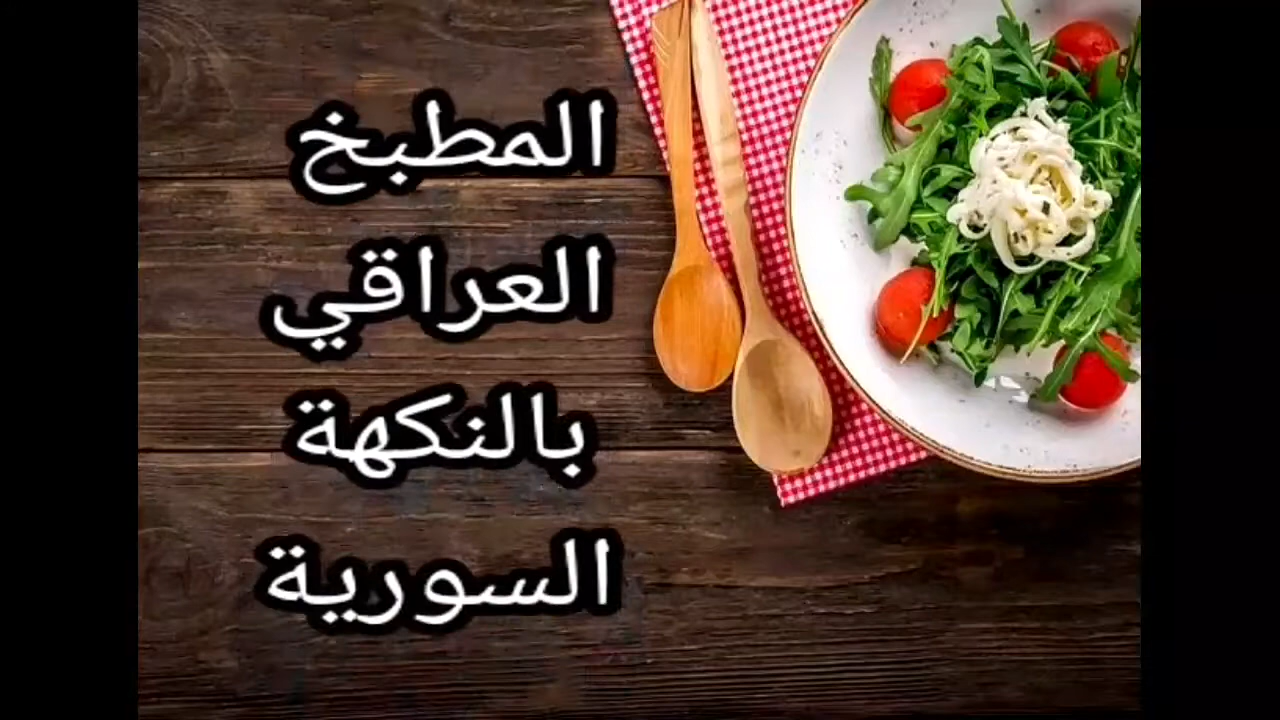 المطبخ
العراقي
بالنكهة
السورية